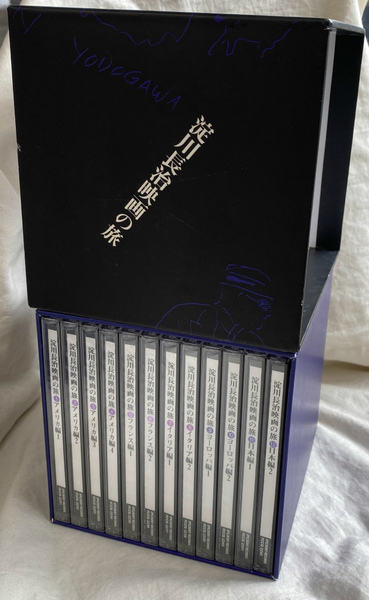 YODOGAWA
淀川長治映画の旅
淀川長治映画の旅 1 アメリカ編1
淀川長治映画の旅 2 アメリカ編2
淀川長治映画の旅 3 アメリカ編3
淀川長治映画の旅 4 アメリカ編4
淀川長治映画の旅 フランス編1
淀川長治映画の旅 フランス編2
淀川長治映画の旅 イタリア編1
淀川長治映画の旅 イタリア編2
淀川長治映画の旅 ヨーロッパ編1
淀川長治映画の旅 ヨーロッパ編2
淀川長治映画の旅 日本編1
淀川長治映画の旅 12 日本編2